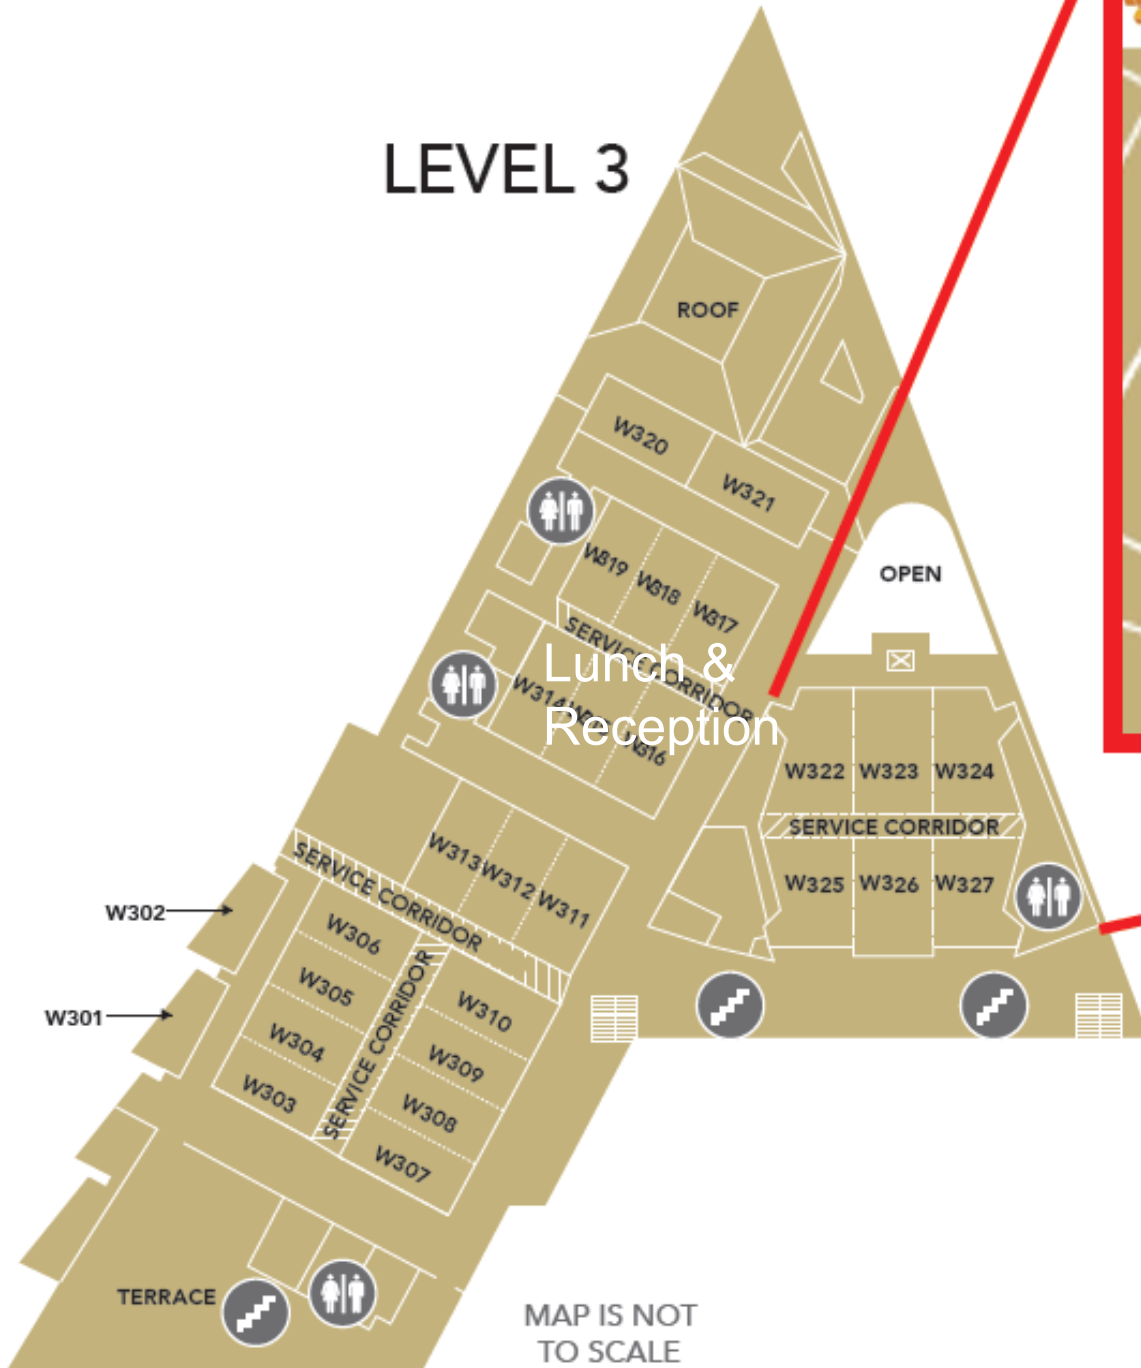 LEVEL 3
ROOF
W320
W321
W319
W318
W317
OPEN
SERVICE CORRIDOR
Lunch &
Reception
W314
W316
W322
W323
W324
SERVICE CORRIDOR
W325
W326
W327
W313
W312
W311
SERVICE CORRIDOR
W302
W306
W305
W301
W304
W303
SERVICE CORRIDOR
W310
W309
W308
W307
TERRACE
MAP IS NOT
TO SCALE